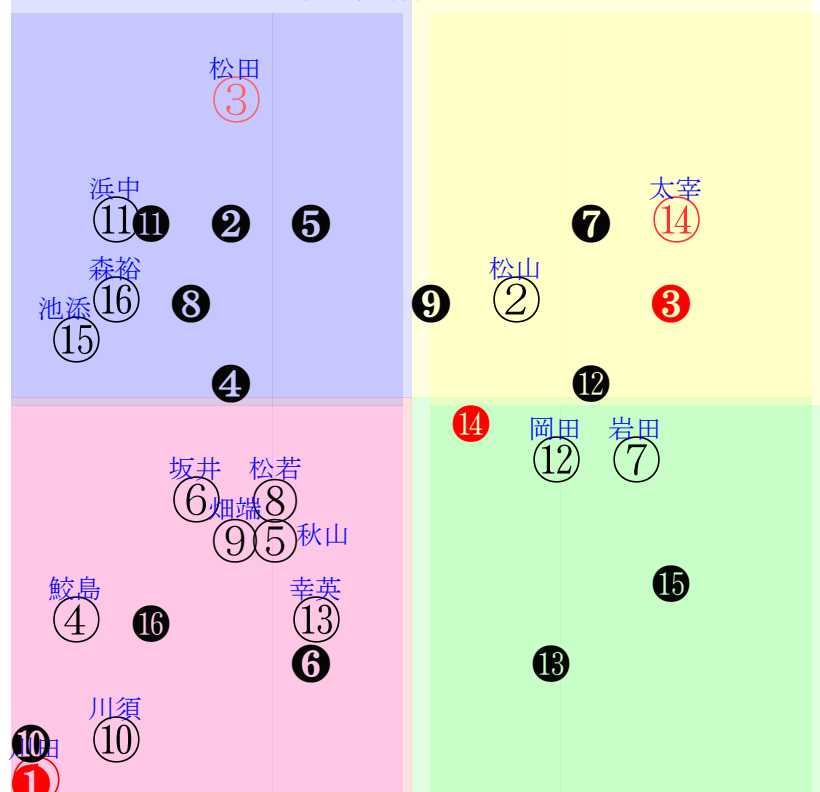 松田
③
浜中 太宰
⑪ ⓫ ❷ ❺ ❼ ⑭
森裕 松山
⑯ ❽ ❾ ② ❸
池添
⑮
❹ ⓬
⓮ 岡田 岩田
⑫ ⑦
坂井 松若
⑥ ⑧
畑端
⑨ ⑤ 秋山
⓯
鮫島 幸英
④ ⓰ ⑬
❻ ⓭
川須
⑩
❿
川田
❶